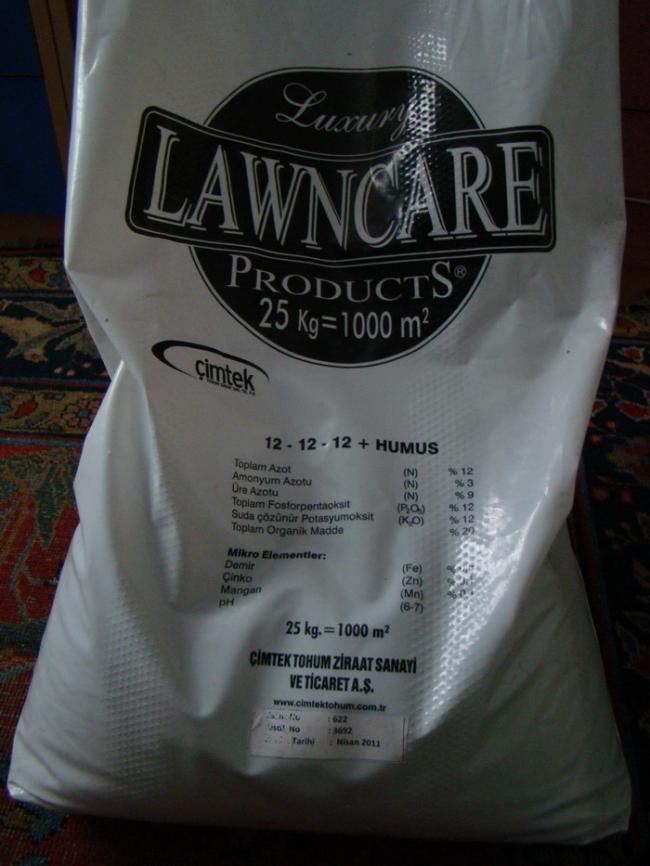 Luxury
LAWNCARE
PRODUCTS®
25 Kg=1000 m²
çimtek
12 - 12 - 12 + HUMUS
Toplam Azot (N) % 12
Amonyum Azotu (N) % 3
Üre Azotu (N) % 9
Toplam Fosforpentaoksit (P₂O₅) % 12
Suda çözünür Potasyumoksit (K₂O) % 12
Toplam Organik Madde % 20
Mikro Elementler:
Demir (Fe) %
Çinko (Zn) %
Mangan (Mn) %
pH (6-7)
25 kg.=1000 m²
ÇİMTEK TOHUM ZİRAAT SANAYİ
VE TİCARET A.Ş.
www.cimtektohum.com.tr
No : 622
No : 3692
Tarihi : Nisan 2011